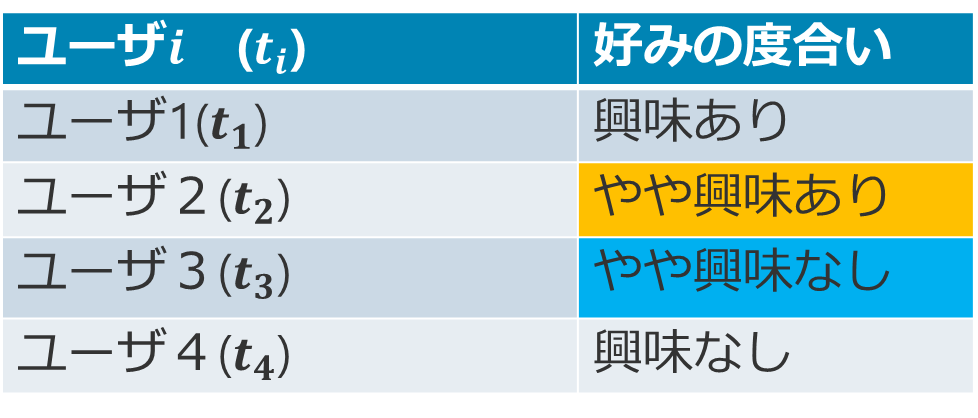 ユーザi (ti)
好みの度合い
ユーザ1(t1)
興味あり
ユーザ２(t2)
やや興味あり
ユーザ３(t3)
やや興味なし
ユーザ４(t4)
興味なし